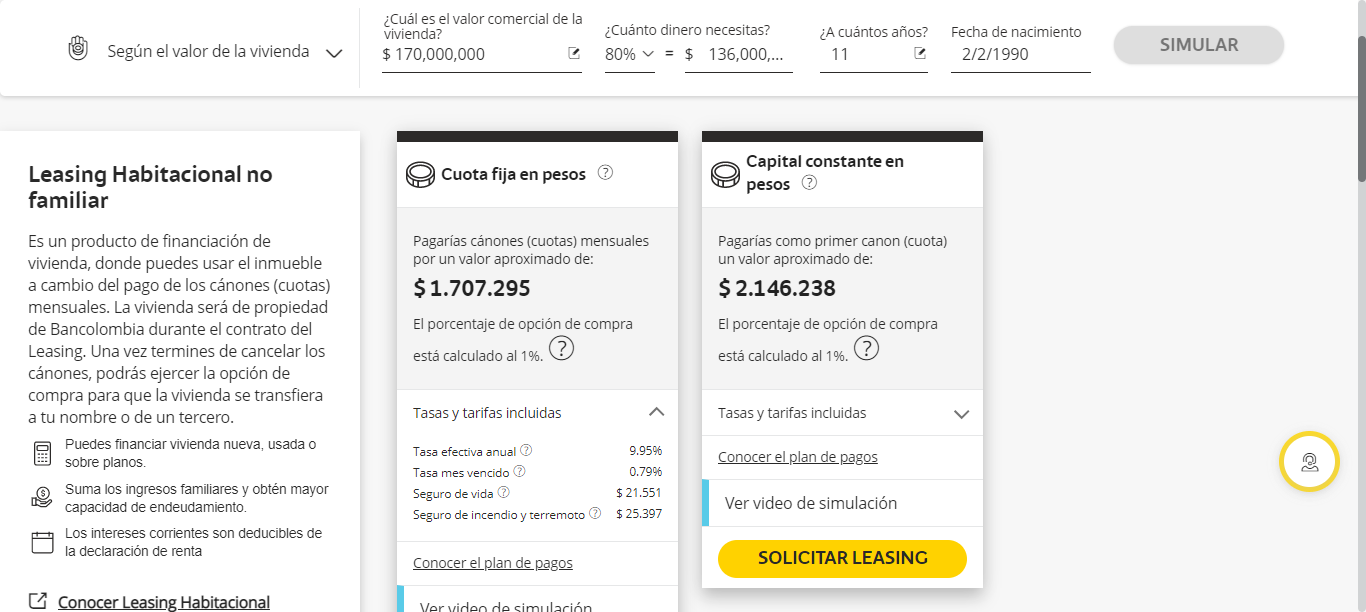 Según el valor de la vivienda
¿Cuál es el valor comercial de la
vivienda?
$ 170,000,000
¿Cuánto dinero necesitas?
80% = $ 136,000,...
¿A cuántos años?
11
Fecha de nacimiento
2/2/1990
SIMULAR
Leasing Habitacional no
familiar
Es un producto de financiación de
vivienda, donde puedes usar el inmueble
a cambio del pago de los cánones (cuotas)
mensuales. La vivienda será de propiedad
de Bancolombia durante el contrato del
Leasing. Una vez termines de cancelar los
cánones, podrás ejercer la opción de
compra para que la vivienda se transfiera
a tu nombre o de un tercero.
Puedes financiar vivienda nueva, usada o
sobre planos.
Suma los ingresos familiares y obtén mayor
capacidad de endeudamiento.
Los intereses corrientes son deducibles de
la declaración de renta
Conocer Leasing Habitacional
Cuota fija en pesos ?
Pagarías cánones (cuotas) mensuales
por un valor aproximado de:
$ 1.707.295
El porcentaje de opción de compra
está calculado al 1%. ?
Tasas y tarifas incluidas
Tasa efectiva anual ? 9.95%
Tasa mes vencido ? 0.79%
Seguro de vida ? $ 21.551
Seguro de incendio y terremoto ? $ 25.397
Conocer el plan de pagos
Ver video de simulación
Capital constante en
pesos ?
Pagarías como primer canon (cuota)
un valor aproximado de:
$ 2.146.238
El porcentaje de opción de compra
está calculado al 1%. ?
Tasas y tarifas incluidas
Conocer el plan de pagos
Ver video de simulación
SOLICITAR LEASING